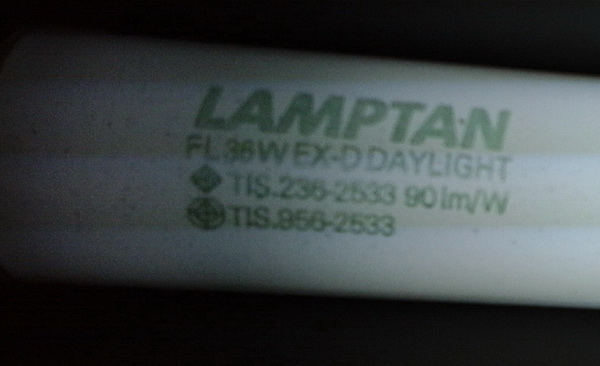 LAMPTAN
FL 36W EX-D DAYLIGHT
TIS.236-2533 90 lm/W
TIS.956-2533